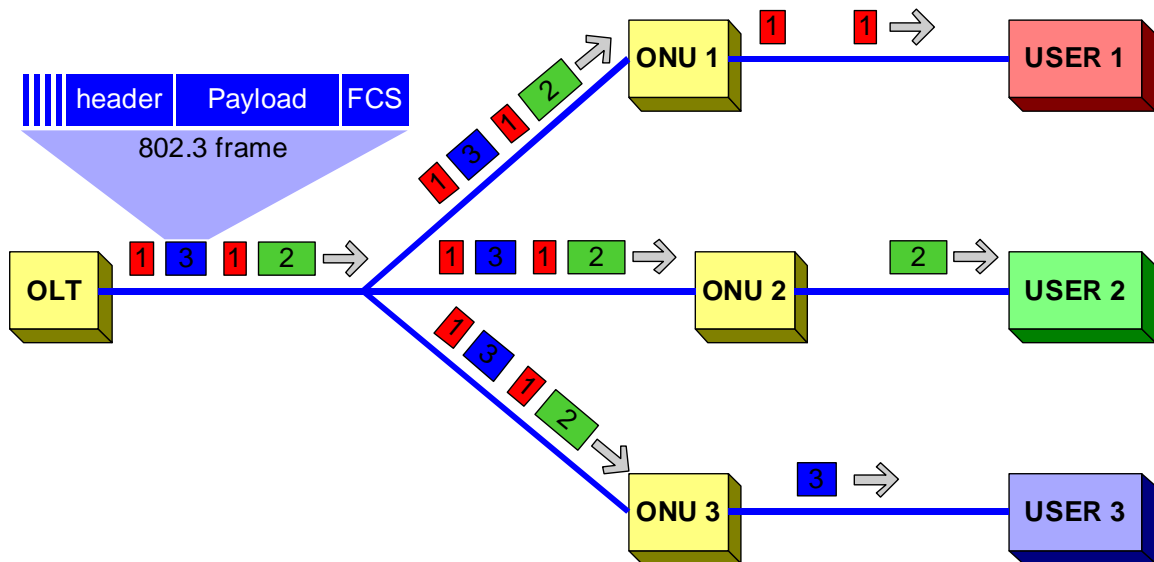 1 1
ONU 1 USER 1
header Payload FCS
802.3 frame
1 3 1 2
1 3 1 2
1 3 1 2 2
OLT ONU 2 USER 2
1 3 1 2
3
ONU 3 USER 3